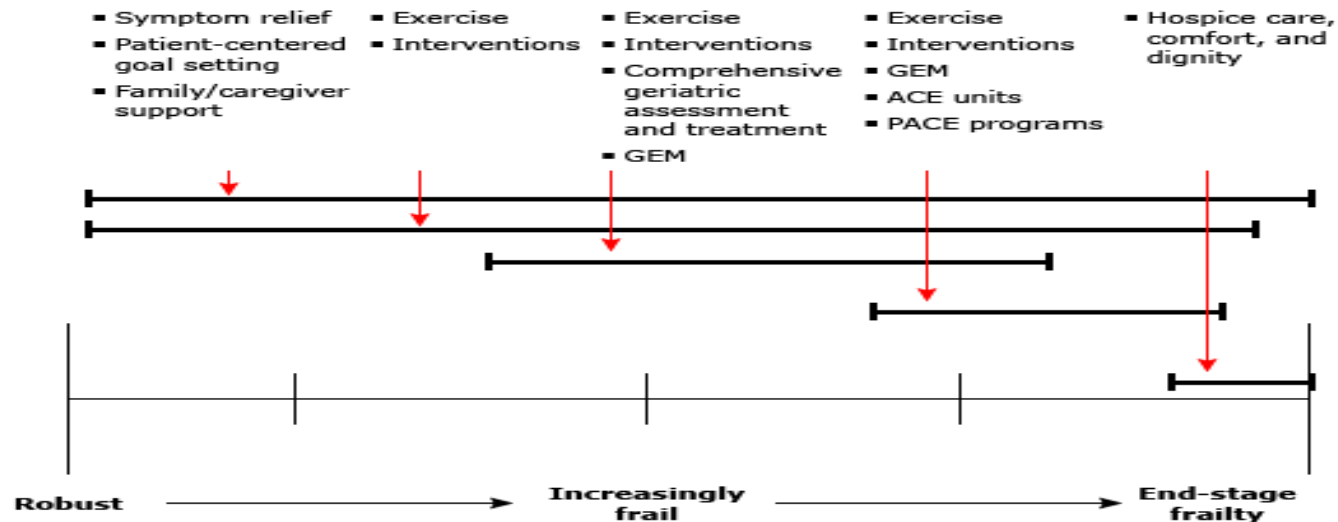 ▪ Symptom relief
▪ Patient-centered
goal setting
▪ Family/caregiver
support
▪ Exercise
▪ Interventions
▪ Exercise
▪ Interventions
▪ Comprehensive
geriatric
assessment
and treatment
▪ GEM
▪ Exercise
▪ Interventions
▪ GEM
▪ ACE units
▪ PACE programs
▪ Hospice care,
comfort, and
dignity
Robust
Increasingly
frail
End-stage
frailty